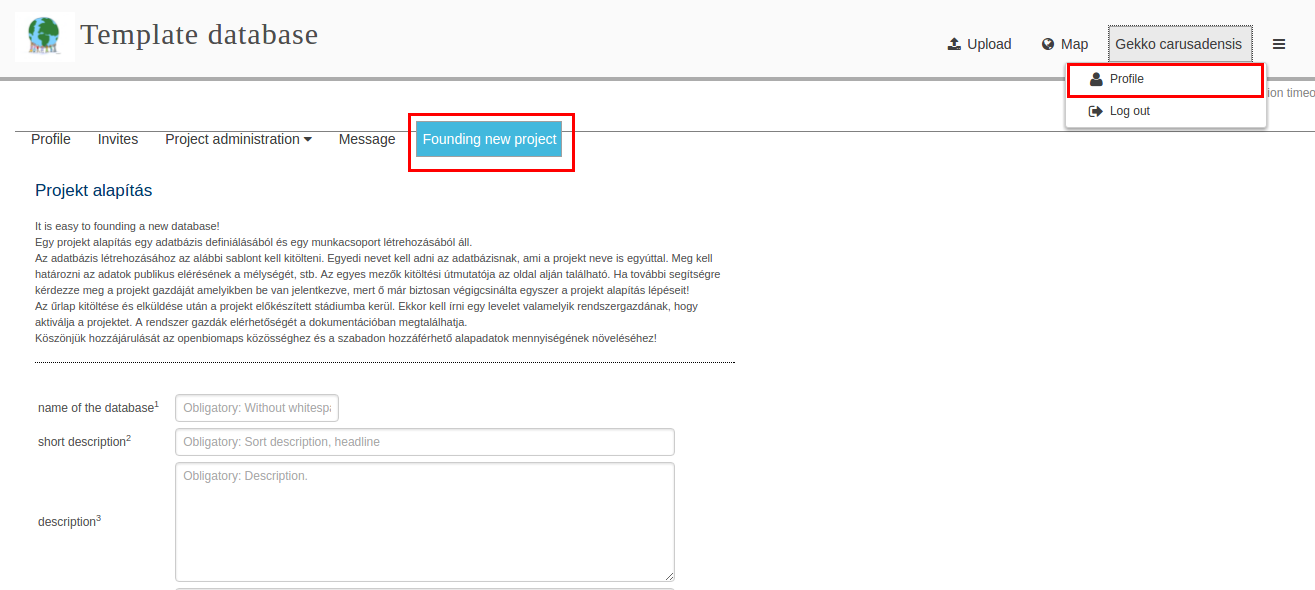 Template database
Upload
Map
Gekko carusadensis
Profile
Log out
ion timeo
Profile
Invites
Project administration
Message
Founding new project
Projekt alapítás
It is easy to founding a new database!
Egy projekt alapítás egy adatbázis definiálásából és egy munkacsoport létrehozásából áll.
Az adatbázis létrehozásához az alábbi sablont kell kitölteni. Egyedi nevet kell adni az adatbázisnak, ami a projekt neve is egyúttal. Meg kell
határozni az adatok publikus elérésének a mélységét, stb. Az egyes mezők kitöltési útmutatója az oldal alján található. Ha további segítségre
kérdezze meg a projekt gazdáját amelyikben be van jelentkezve, mert ő már biztosan végigcsinálta egyszer a projekt alapítás lépéseit!
Az űrlap kitöltése és elküldése után a projekt előkészített stádiumba kerül. Ekkor kell írni egy levelet valamelyik rendszergazdának, hogy
aktiválja a projektet. A rendszer gazdák elérhetőségét a dokumentációban megtalálhatja.
Köszönjük hozzájárulását az openbiomaps közösséghez és a szabadon hozzáférhető alapadatok mennyiségének növeléséhez!
name of the database1
Obligatory: Without whitespa
short description2
Obligatory: Sort description, headline
Obligatory: Description.
description3